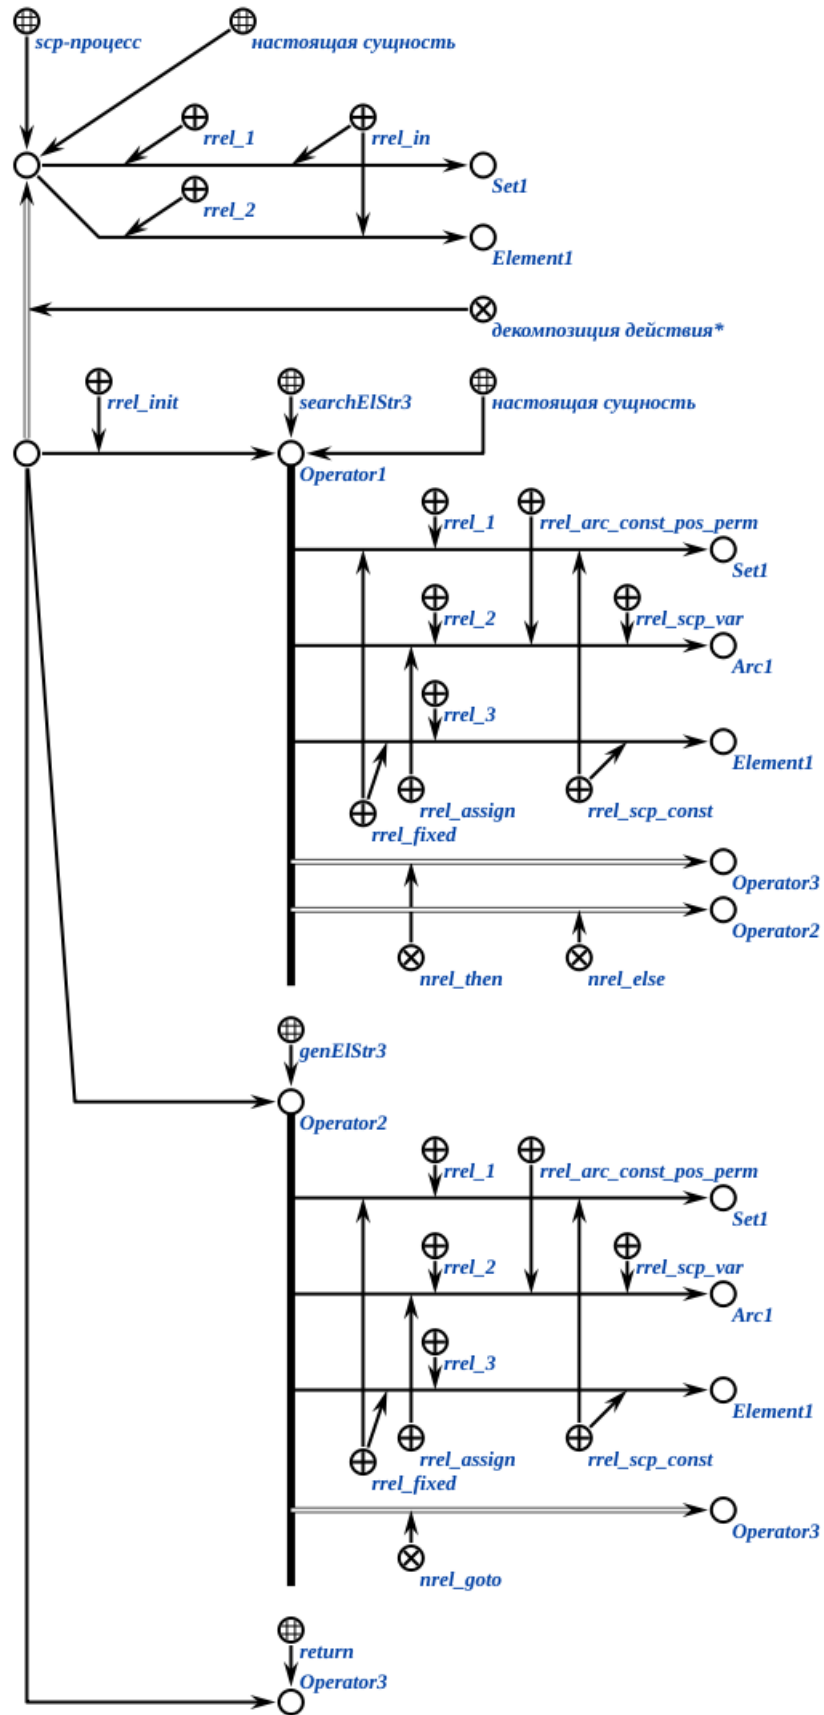 scp-процесс
настоящая сущность
rrel_1
rrel_in
Set1
rrel_2
Element1
декомпозиция действия*
rrel_init
searchElStr3
настоящая сущность
Operator1
rrel_1
rrel_arc_const_pos_perm
Set1
rrel_2
rrel_scp_var
Arc1
rrel_3
Element1
rrel_assign
rrel_scp_const
rrel_fixed
Operator3
Operator2
nrel_then
nrel_else
genElStr3
Operator2
rrel_1
rrel_arc_const_pos_perm
Set1
rrel_2
rrel_scp_var
Arc1
rrel_3
Element1
rrel_assign
rrel_scp_const
rrel_fixed
Operator3
nrel_goto
return
Operator3